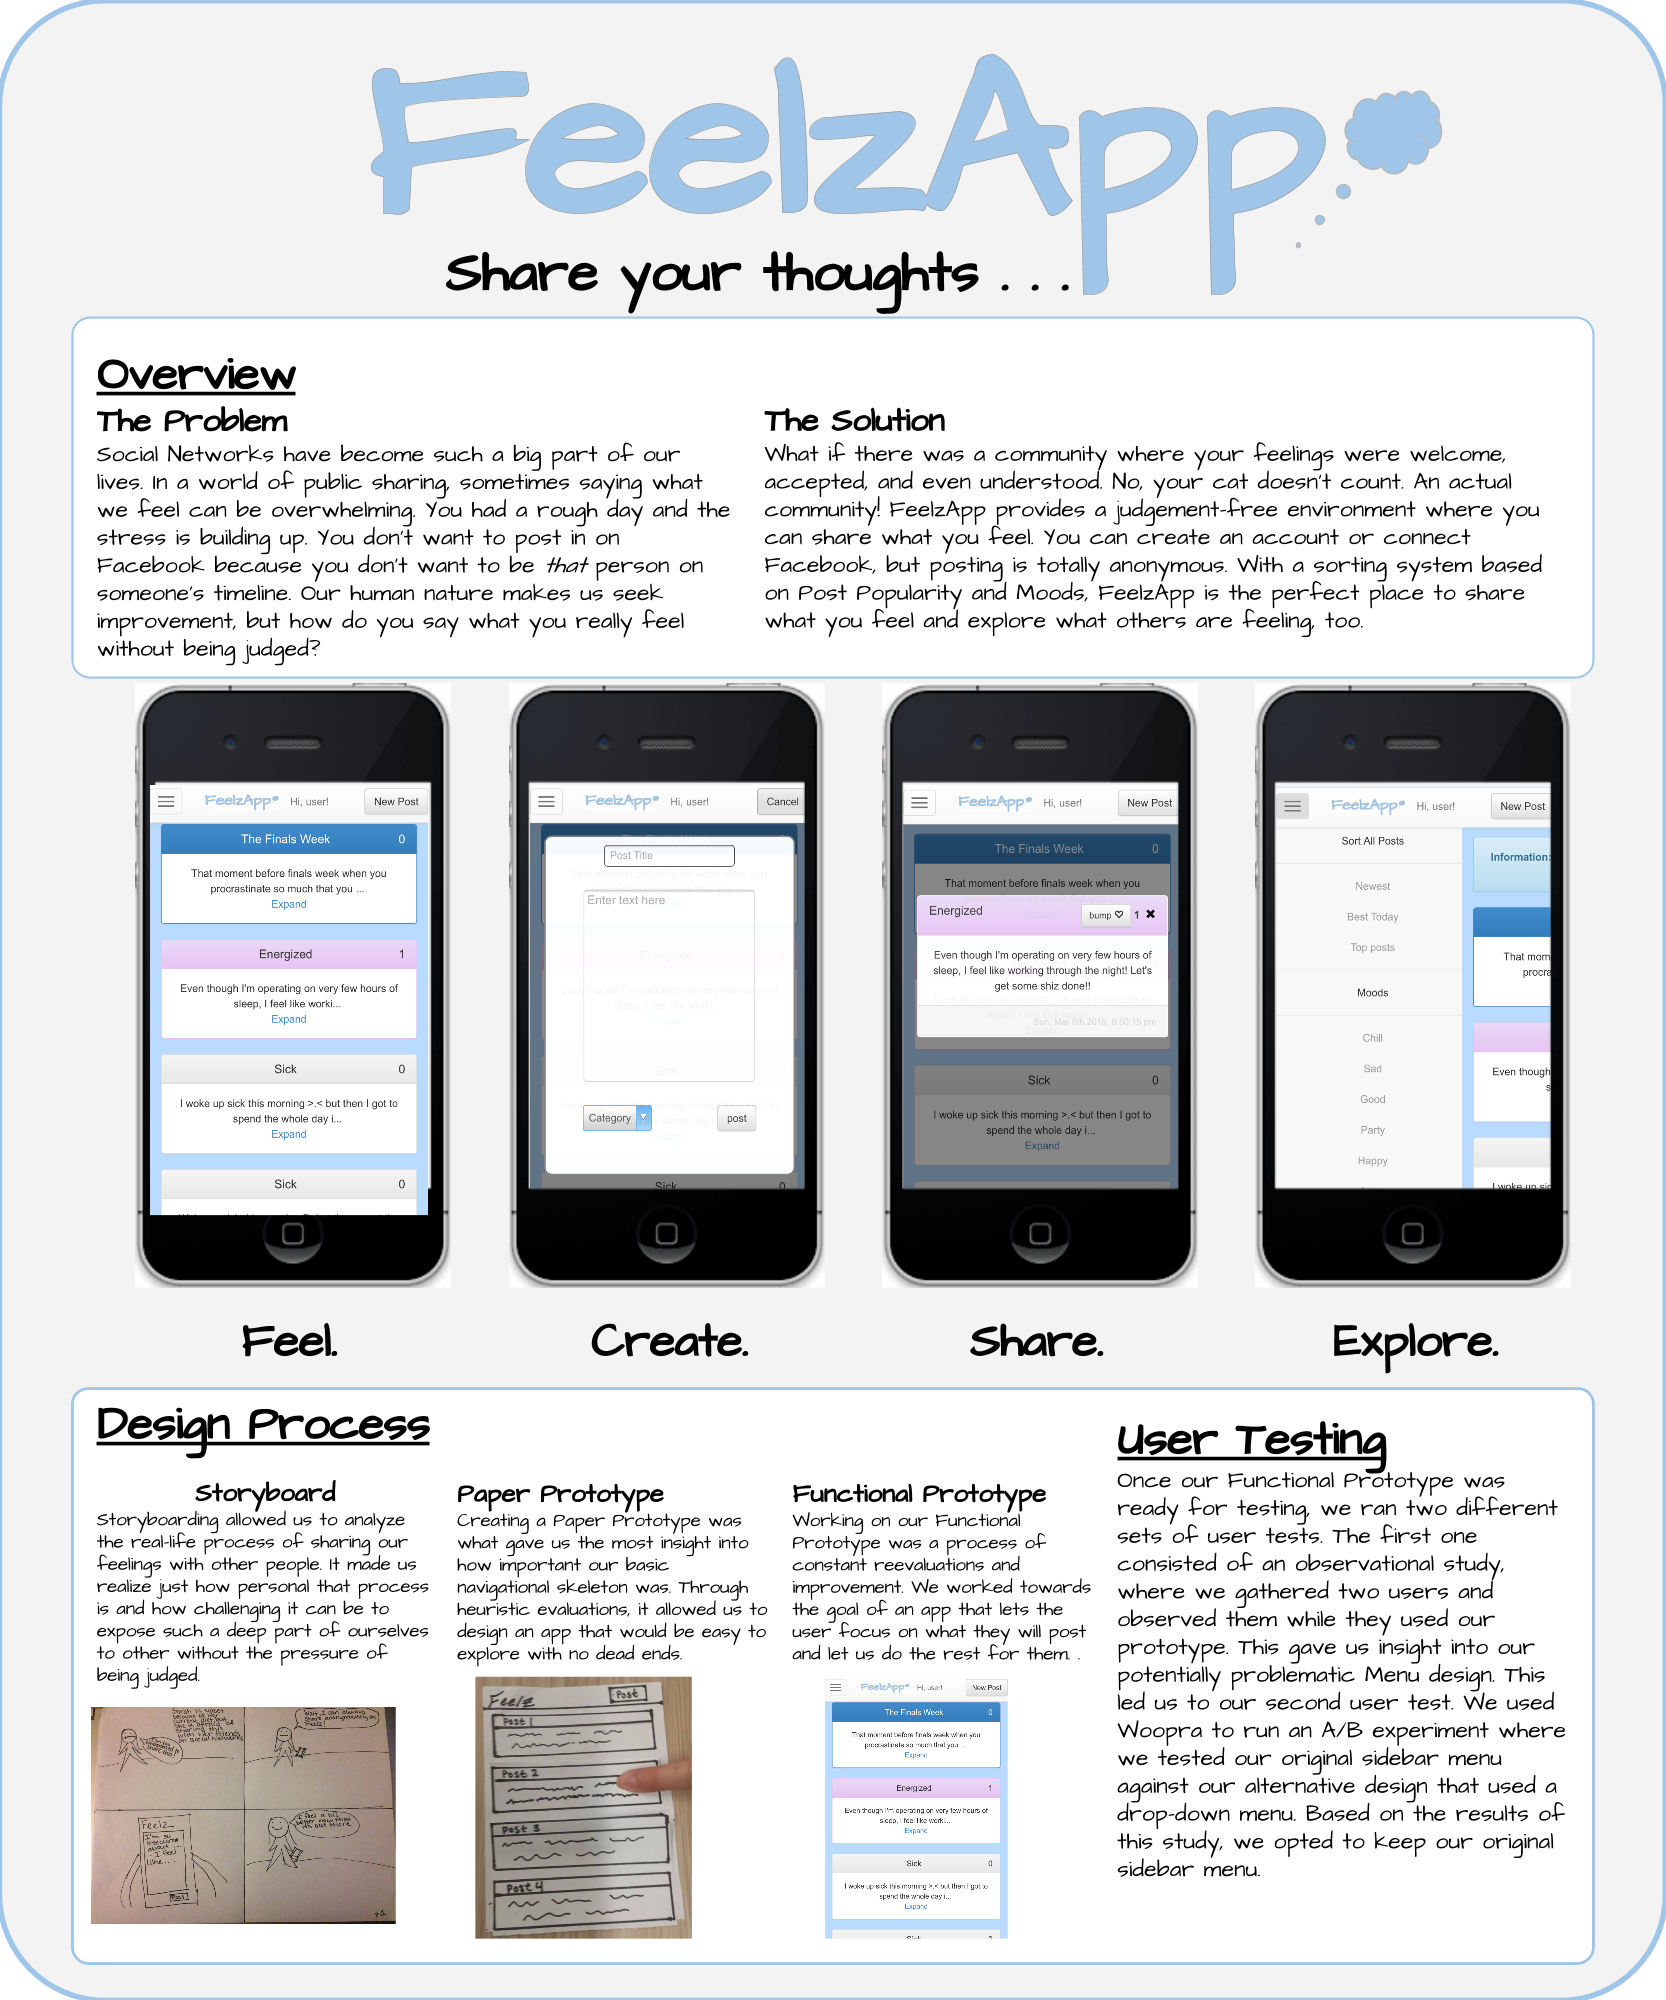 FeelzApp
Share your thoughts . . .
Overview
The Problem
Social Networks have become such a big part of our
lives. In a world of public sharing, sometimes saying what
we feel can be overwhelming. You had a rough day and the
stress is building up. You don't want to post in on
Facebook because you don't want to be that person on
someone's timeline. Our human nature makes us seek
improvement, but how do you say what you really feel
without being judged?
The Solution
What if there was a community where your feelings were welcome,
accepted, and even understood. No, your cat doesn't count. An actual
community! FeelzApp provides a judgement-free environment where you
can share what you feel. You can create an account or connect
Facebook, but posting is totally anonymous. With a sorting system based
on Post Popularity and Moods, FeelzApp is the perfect place to share
what you feel and explore what others are feeling, too.
FeelzApp Hi, user! New Post
The Finals Week 0
That moment before finals week when you
procrastinate so much that you ...
Expand
Energized 1
Even though I'm operating on very few hours of
sleep, I feel like worki...
Expand
Sick 0
I woke up sick this morning >.< but then I got to
spend the whole day i...
Expand
Sick 0
FeelzApp Hi, user! Cancel
Post Title
Enter text here
Category post
Sick 0
FeelzApp Hi, user! New Post
The Finals Week 0
That moment before finals week when you
Energized bump 1
Even though I'm operating on very few hours of
sleep, I feel like working through the night! Let's
get some shiz done!!
Sun, Mar 8th 2015, 8:50:15 pm
Sick 0
I woke up sick this morning >.< but then I got to
spend the whole day i...
Expand
FeelzApp Hi, user! New Post
Sort All Posts
Newest
Best Today
Top posts
Moods
Chill
Sad
Good
Party
Happy
Information:
That mom
procra
Even though
s
I woke up sic
Feel.
Create.
Share.
Explore.
Design Process
Storyboard
Storyboarding allowed us to analyze
the real-life process of sharing our
feelings with other people. It made us
realize just how personal that process
is and how challenging it can be to
expose such a deep part of ourselves
to other without the pressure of
being judged.
Paper Prototype
Creating a Paper Prototype was
what gave us the most insight into
how important our basic
navigational skeleton was. Through
heuristic evaluations, it allowed us to
design an app that would be easy to
explore with no dead ends.
Functional Prototype
Working on our Functional
Prototype was a process of
constant reevaluations and
improvement. We worked towards
the goal of an app that lets the
user focus on what they will post
and let us do the rest for them. .
User Testing
Once our Functional Prototype was
ready for testing, we ran two different
sets of user tests. The first one
consisted of an observational study,
where we gathered two users and
observed them while they used our
prototype. This gave us insight into our
potentially problematic Menu design. This
led us to our second user test. We used
Woopra to run an A/B experiment where
we tested our original sidebar menu
against our alternative design that used a
drop-down menu. Based on the results of
this study, we opted to keep our original
sidebar menu.
Wait, I can always
share anonymously on
Feelz!
Feelz
I'm so
about ...
I feel
like....
Post
I feel a bit
better now that
it's out there
Feelz Post
Post 1
Post 2
Post 3
Post 4
FeelzApp Hi, user! New Post
The Finals Week 0
That moment before finals week when you
procrastinate so much that you ...
Expand
Energized 1
Even though I'm operating on very few hours of
sleep, I feel like worki...
Expand
Sick 0
I woke up sick this morning >.< but then I got to
spend the whole day i...
Expand
Sick 0